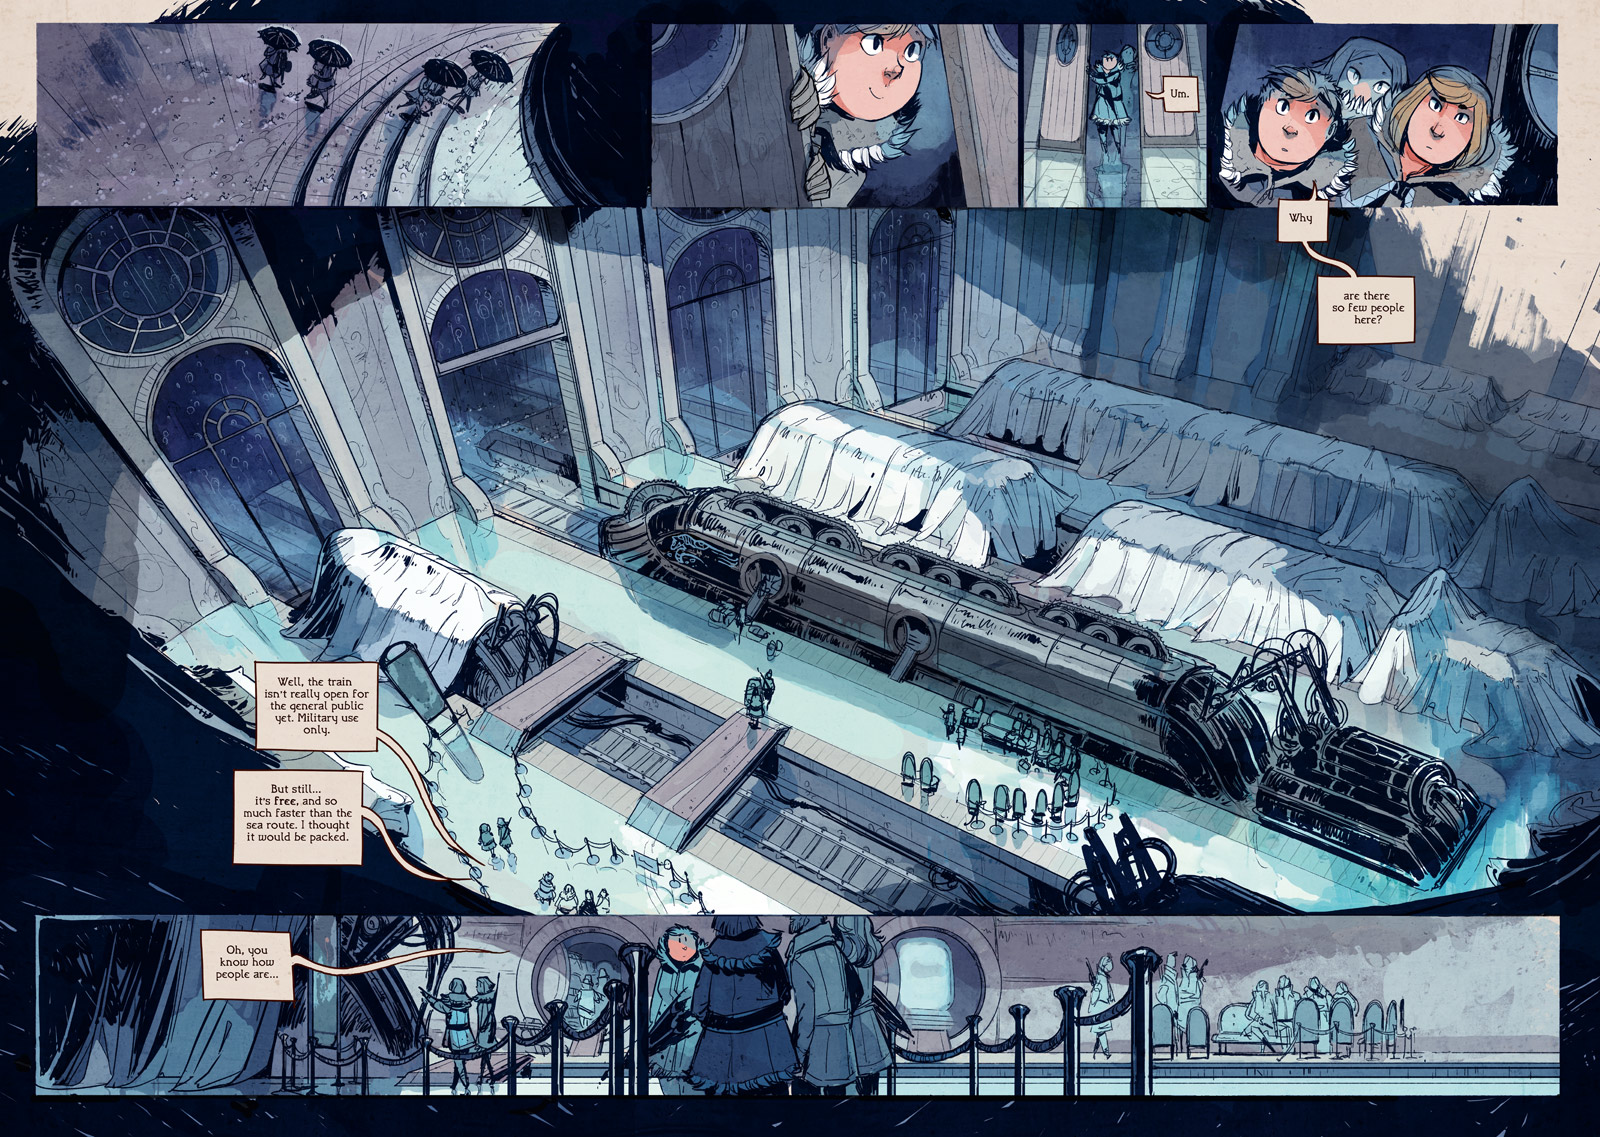 Um.
Why
are there
so few people
here?
Well, the train
isn't really open for
the general public
yet. Military use
only.
But still...
it's free, and so
much faster than the
sea route. I thought
it would be packed.
Oh, you
know how
people are...